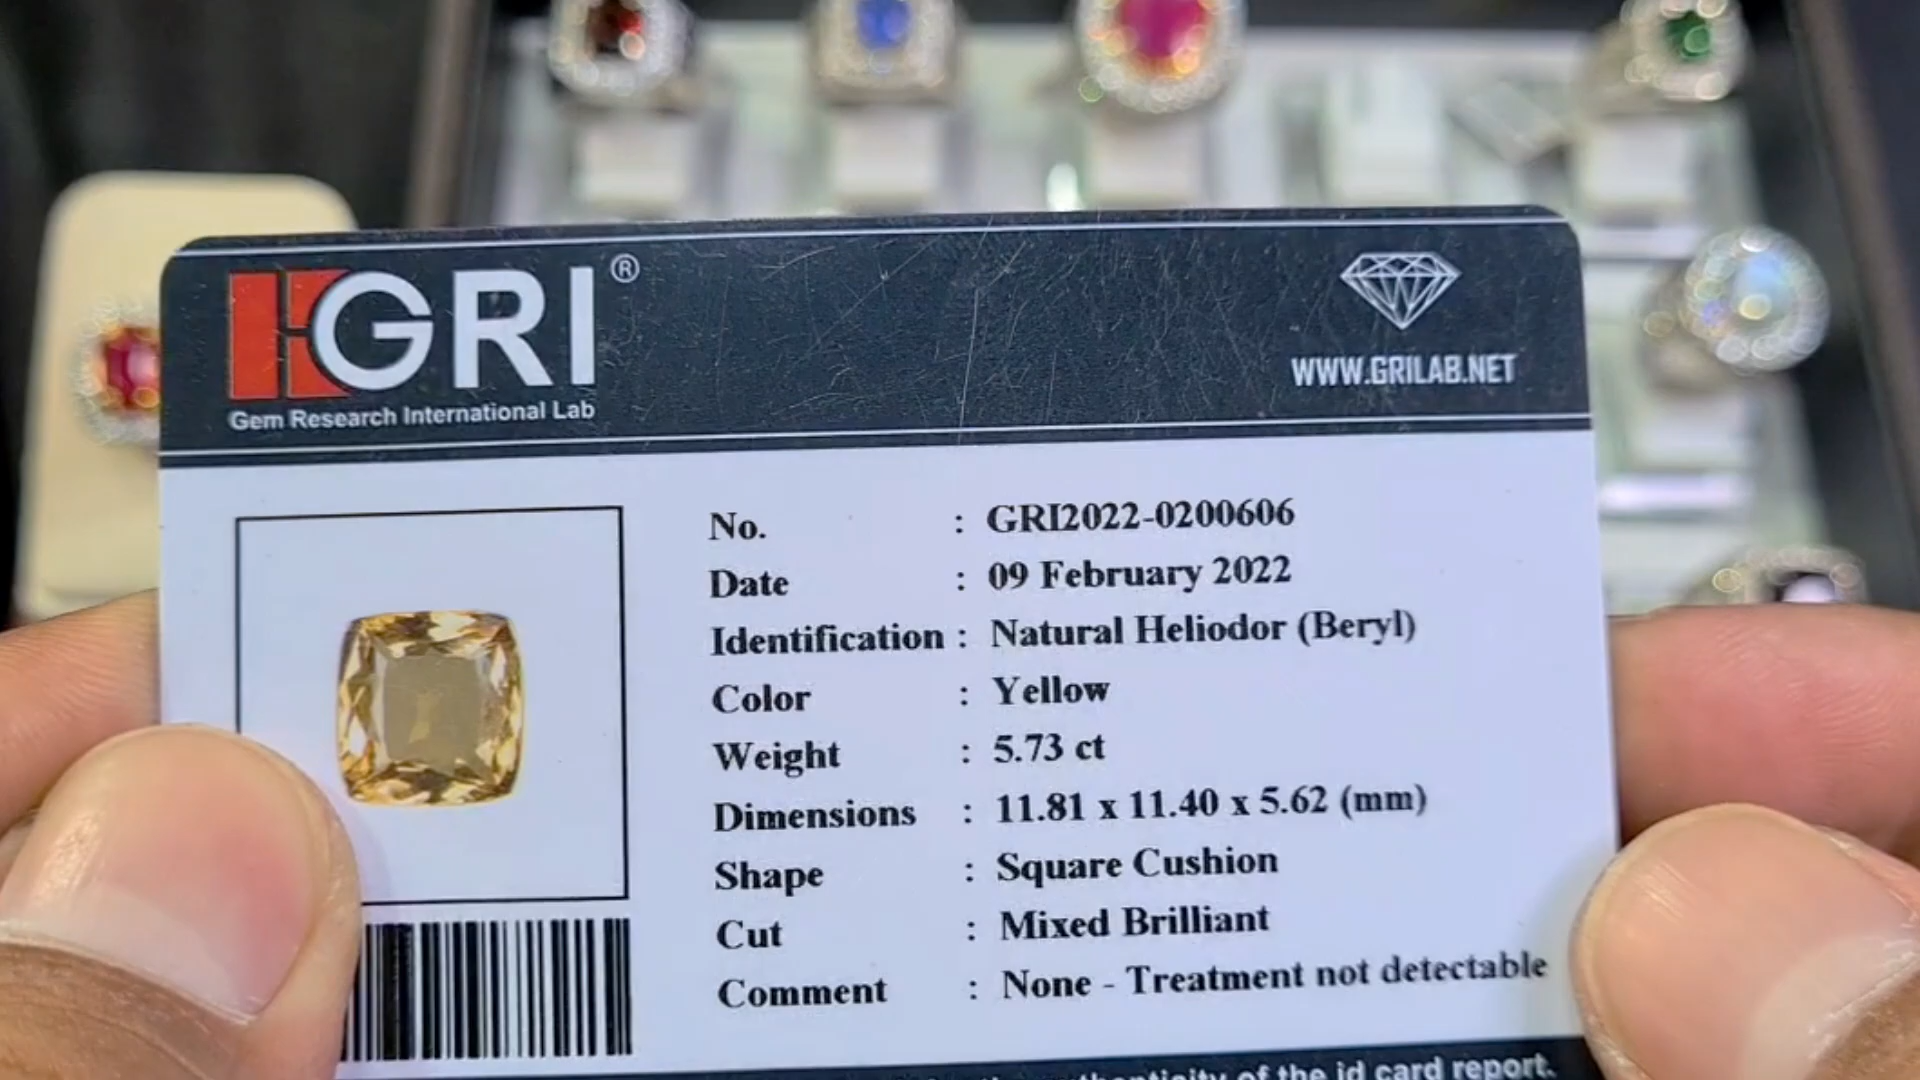 GRI®
Gem Research International Lab
WWW.GRILAB.NET
No. : GRI2022-0200606
Date : 09 February 2022
Identification : Natural Heliodor (Beryl)
Color : Yellow
Weight : 5.73 ct
Dimensions : 11.81 x 11.40 x 5.62 (mm)
Shape : Square Cushion
Cut : Mixed Brilliant
Comment : None - Treatment not detectable
of the id card report.